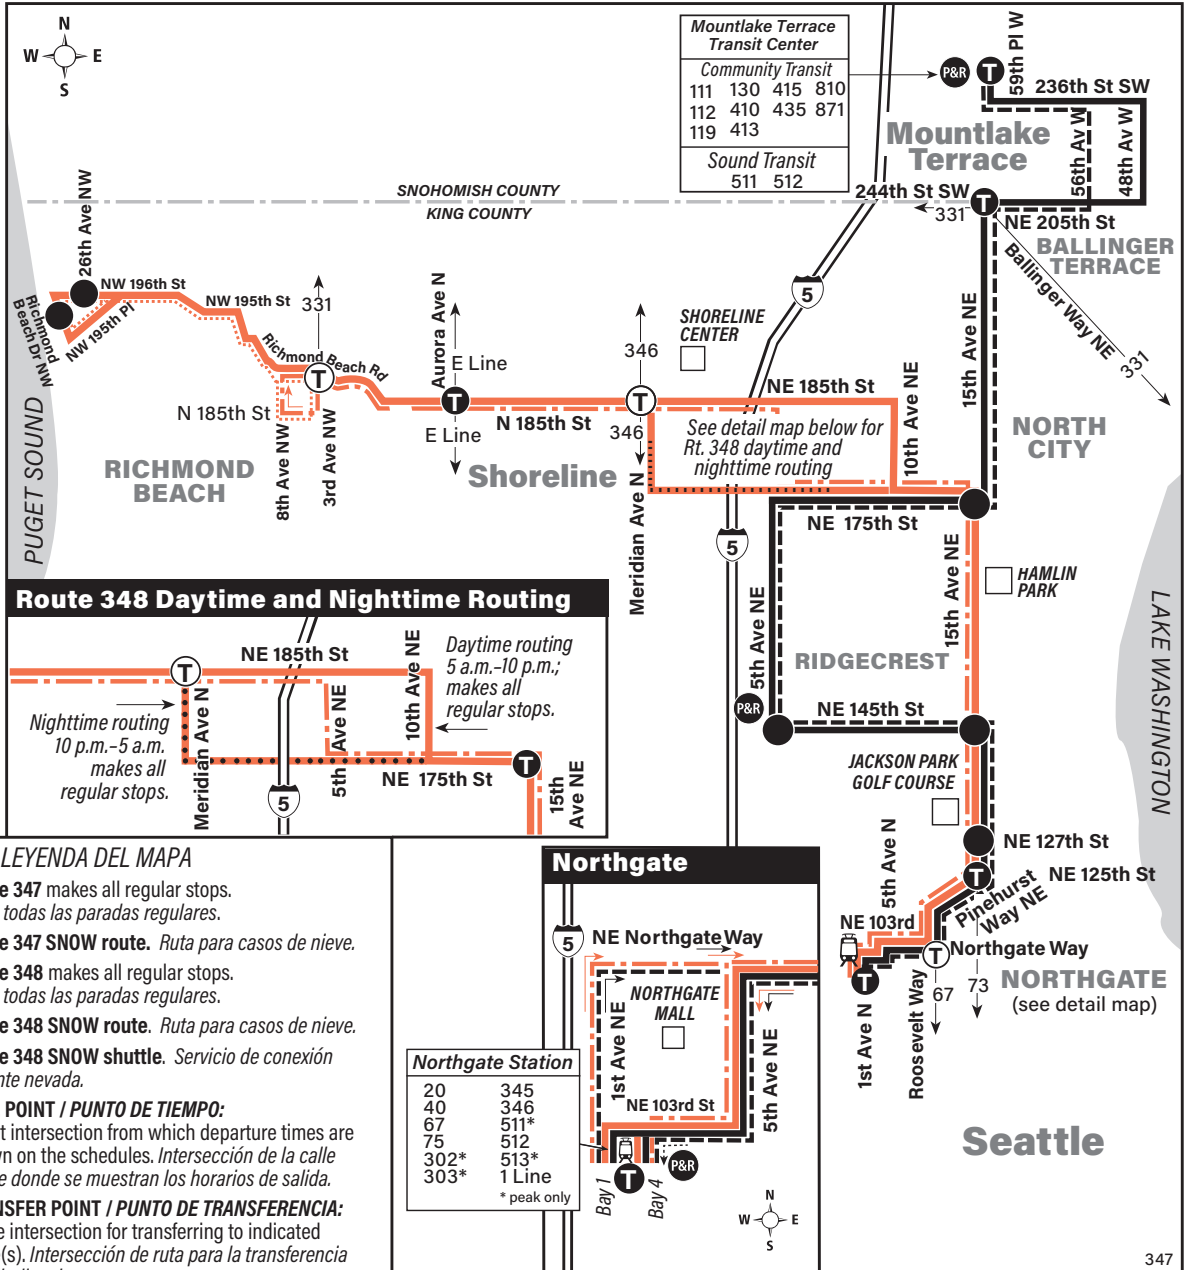 N
W E
S
Mountlake Terrace
Transit Center
Community Transit
111 130 415 810
112 410 435 871
119 413
Sound Transit
511 512
P&R
T
59th Pl W
236th St SW
Mountlake
Terrace
56th Av W
48th Av W
SNOHOMISH COUNTY
KING COUNTY
244th St SW
331
T
NE 205th St
BALLINGER
TERRACE
Ballinger Way NE
331
26th Ave NW
NW 196th St
NW 195th St
Richmond
Beach Dr NW
NW 195th Pl
331
Richmond Beach Rd
T
N 185th St
8th Ave NW
3rd Ave NW
RICHMOND
BEACH
PUGET SOUND
Aurora Ave N
E Line
T
E Line
N 185th St
Shoreline
346
T
346
Meridian Ave N
SHORELINE
CENTER
5
NE 185th St
See detail map below for
Rt. 348 daytime and
nighttime routing
10th Ave NE
15th Ave NE
NORTH
CITY
NE 175th St
5
5th Ave NE
15th Ave NE
HAMLIN
PARK
RIDGECREST
P&R
NE 145th St
LAKE WASHINGTON
JACKSON PARK
GOLF COURSE
NE 127th St
T
NE 125th St
5th Ave N
Pinehurst
Way NE
NE 103rd
T
Northgate Way
T
1st Ave N
Roosevelt Way
67
73
NORTHGATE
(see detail map)
Seattle
347
Route 348 Daytime and Nighttime Routing
T
NE 185th St
10th Ave NE
Daytime routing
5 a.m.–10 p.m.;
makes all
regular stops.
Nighttime routing
10 p.m.–5 a.m.
makes all
regular stops.
Meridian Ave N
5
5th Ave NE
NE 175th St
T
15th
Ave NE
LEYENDA DEL MAPA
e 347 makes all regular stops.
todas las paradas regulares.
e 347 SNOW route. Ruta para casos de nieve.
e 348 makes all regular stops.
todas las paradas regulares.
e 348 SNOW route. Ruta para casos de nieve.
e 348 SNOW shuttle. Servicio de conexión
nte nevada.
POINT / PUNTO DE TIEMPO:
t intersection from which departure times are
n on the schedules. Intersección de la calle
e donde se muestran los horarios de salida.
NSFER POINT / PUNTO DE TRANSFERENCIA:
e intersection for transferring to indicated
(s). Intersección de ruta para la transferencia
Northgate
5
NE Northgate Way
NORTHGATE
MALL
1st Ave NE
5th Ave NE
NE 103rd St
Northgate Station
20 345
40 346
67 511*
75 512
302* 513*
303* 1 Line
* peak only
Bay 1
T
Bay 4
P&R
N
W E
S